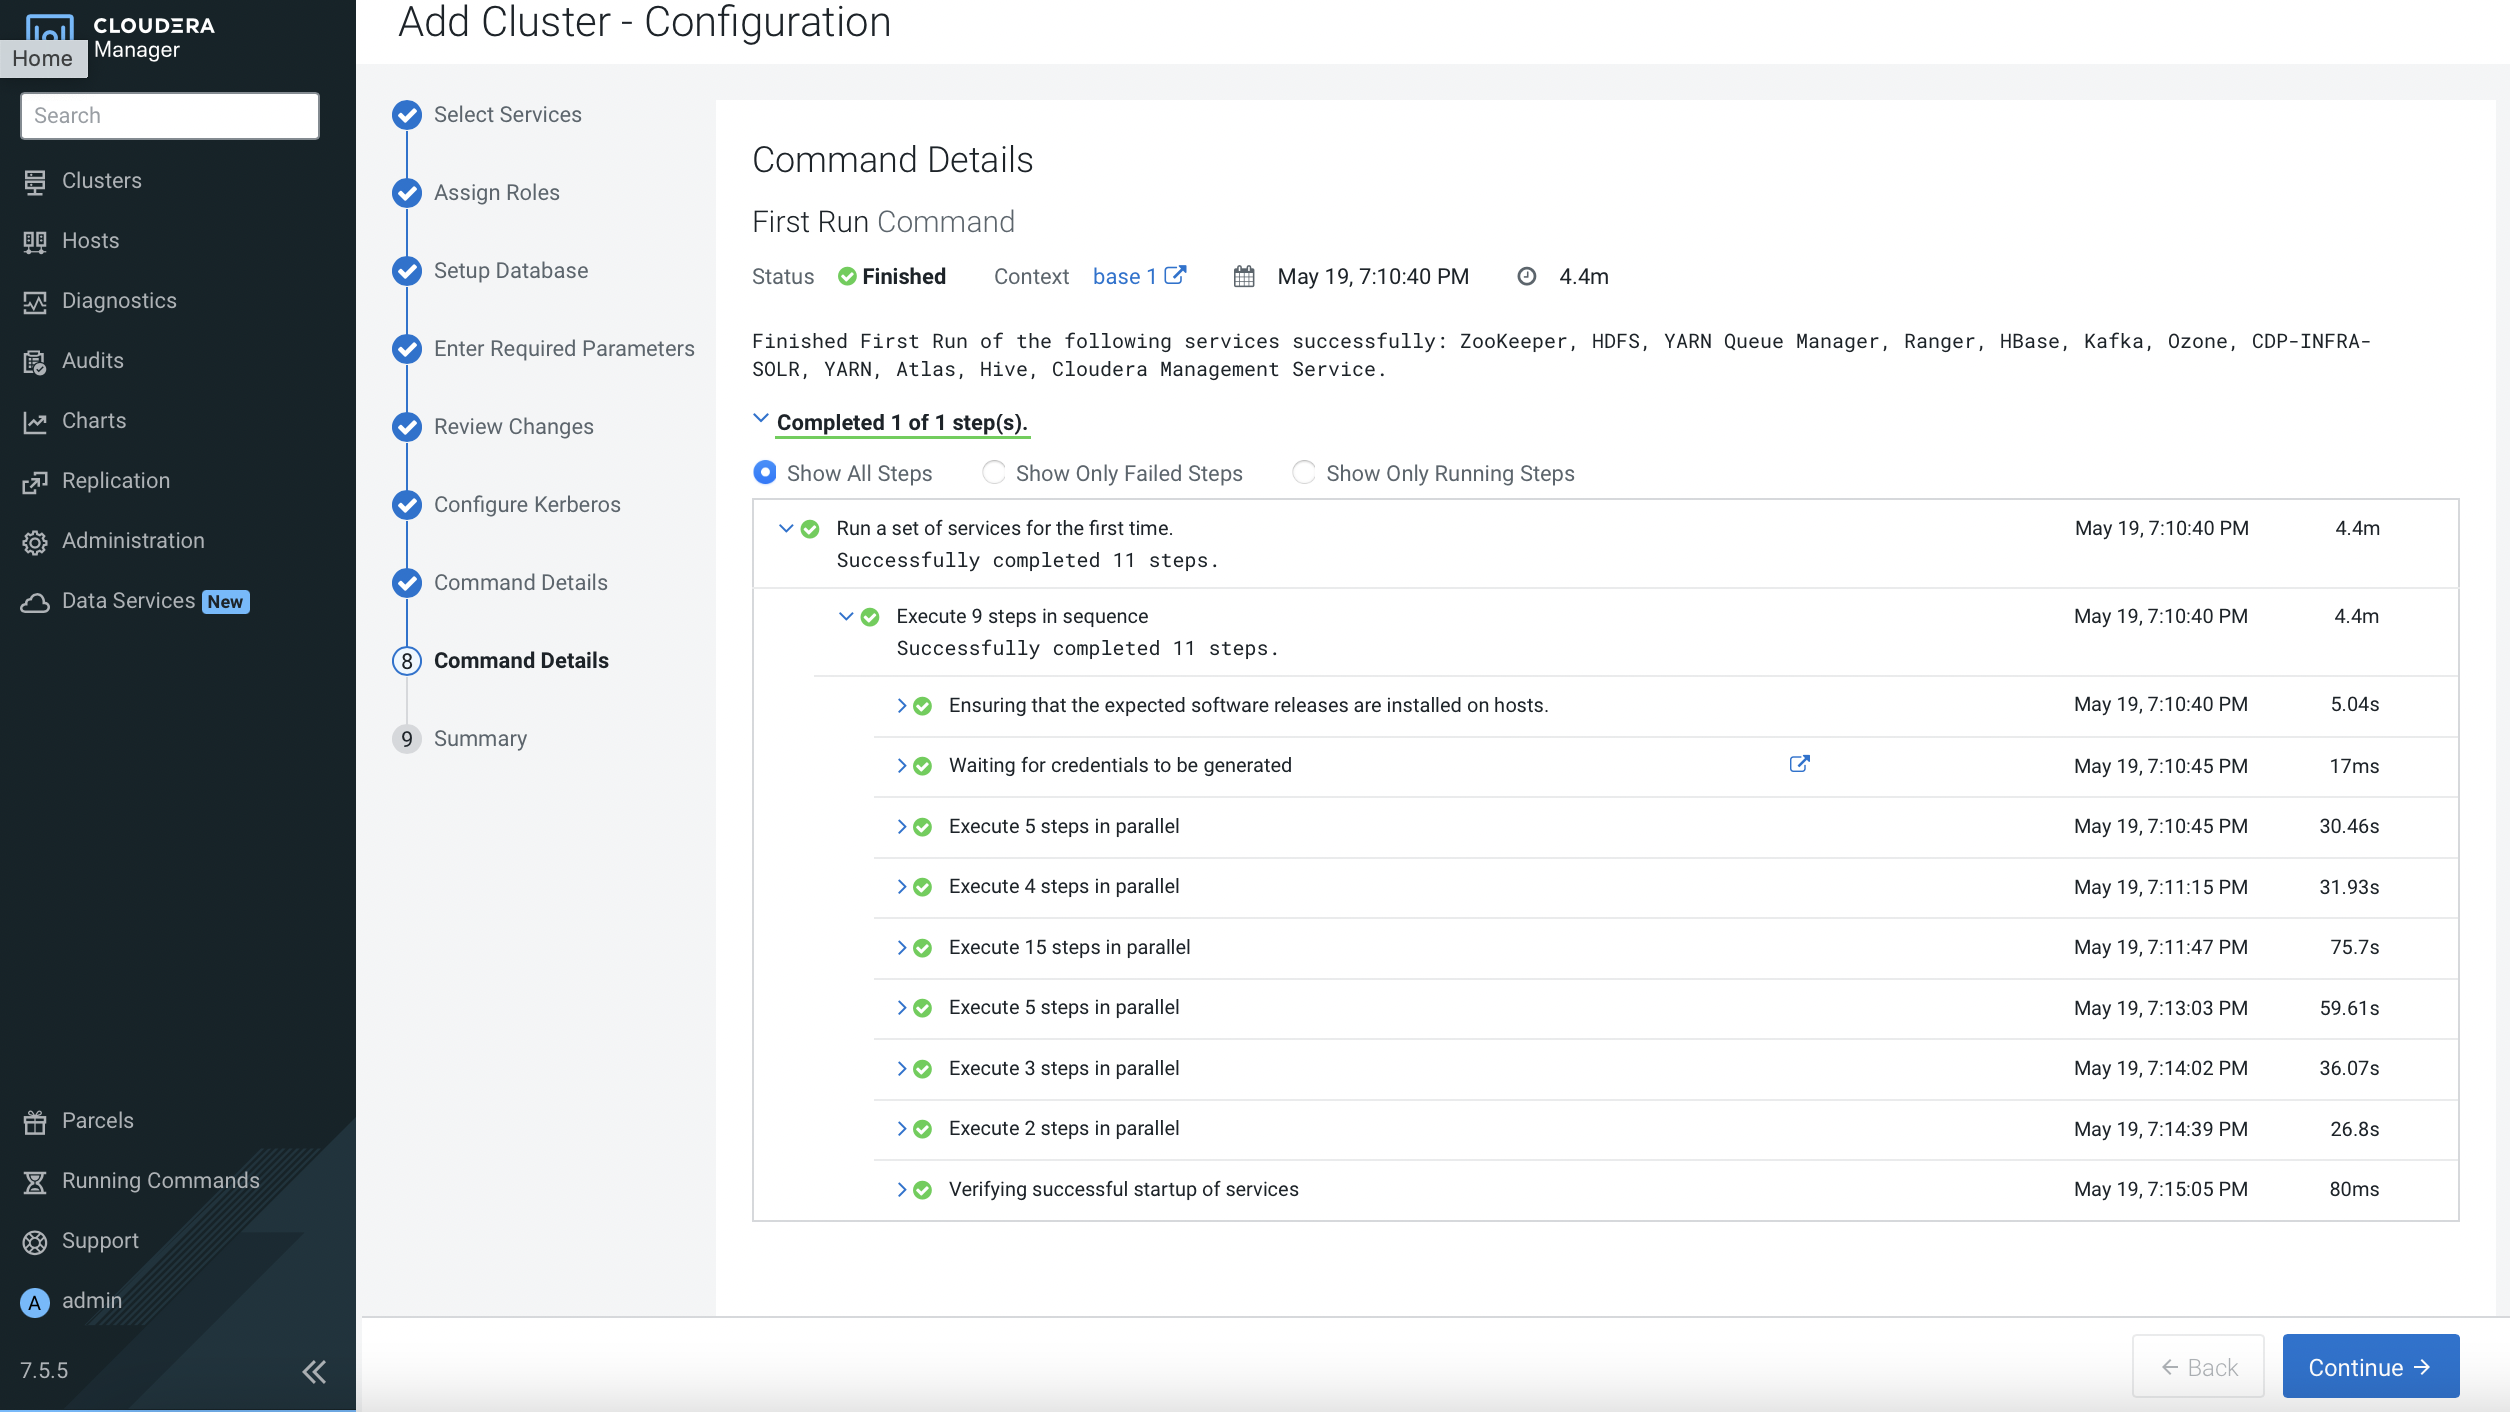 CLOUDERA
Manager
Home
Search
Clusters
Hosts
Diagnostics
Audits
Charts
Replication
Administration
Data Services New
Parcels
Running Commands
Support
A admin
7.5.5
Add Cluster - Configuration
Select Services
Assign Roles
Setup Database
Enter Required Parameters
Review Changes
Configure Kerberos
Command Details
8 Command Details
9 Summary
Command Details
First Run Command
Status Finished Context base 1 May 19, 7:10:40 PM 4.4m
Finished First Run of the following services successfully: ZooKeeper, HDFS, YARN Queue Manager, Ranger, HBase, Kafka, Ozone, CDP-INFRA-
SOLR, YARN, Atlas, Hive, Cloudera Management Service.
Completed 1 of 1 step(s).
Show All Steps Show Only Failed Steps Show Only Running Steps
Run a set of services for the first time. May 19, 7:10:40 PM 4.4m
Successfully completed 11 steps.
Execute 9 steps in sequence May 19, 7:10:40 PM 4.4m
Successfully completed 11 steps.
Ensuring that the expected software releases are installed on hosts. May 19, 7:10:40 PM 5.04s
Waiting for credentials to be generated May 19, 7:10:45 PM 17ms
Execute 5 steps in parallel May 19, 7:10:45 PM 30.46s
Execute 4 steps in parallel May 19, 7:11:15 PM 31.93s
Execute 15 steps in parallel May 19, 7:11:47 PM 75.7s
Execute 5 steps in parallel May 19, 7:13:03 PM 59.61s
Execute 3 steps in parallel May 19, 7:14:02 PM 36.07s
Execute 2 steps in parallel May 19, 7:14:39 PM 26.8s
Verifying successful startup of services May 19, 7:15:05 PM 80ms
← Back Continue →